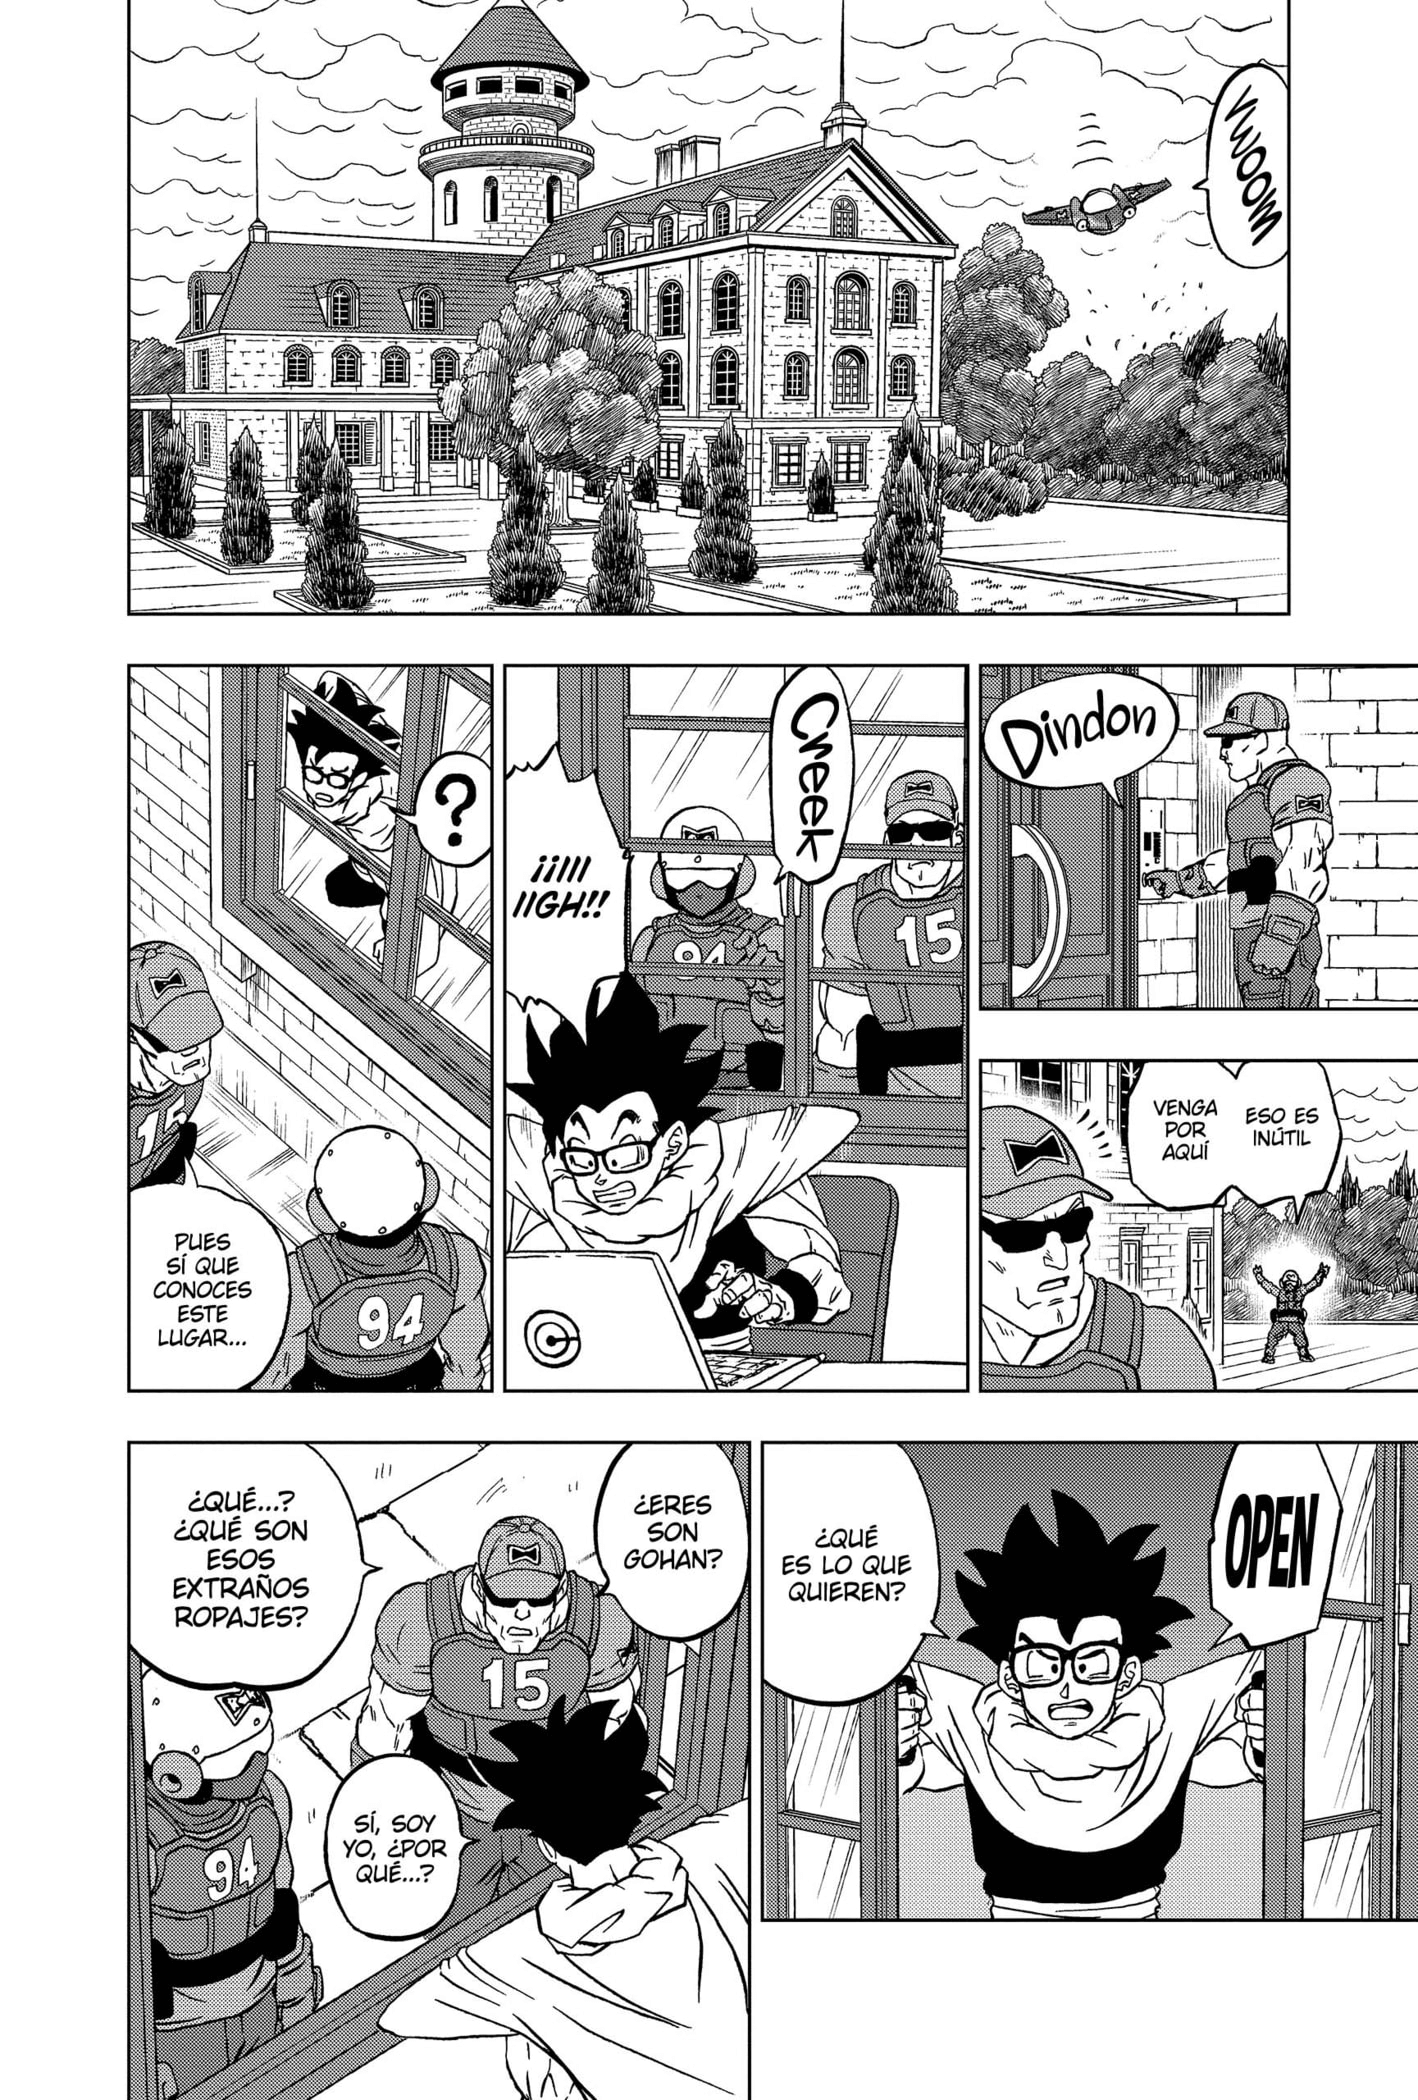 VWOOM
Dindon
ESO ES
INÚTIL
VENGA
POR
AQUÍ
Cheek
15
94
¡¡IIII
IIGH!!
?
15
94
PUES
SÍ QUE
CONOCES
ESTE
LUGAR...
OPEN
¿QUÉ
ES LO QUE
QUIEREN?
¿ERES
SON
GOHAN?
15
SÍ, SOY
YO, ¿POR
QUÉ...?
¿QUÉ...?
¿QUÉ SON
ESOS
EXTRAÑOS
ROPAJES?
94